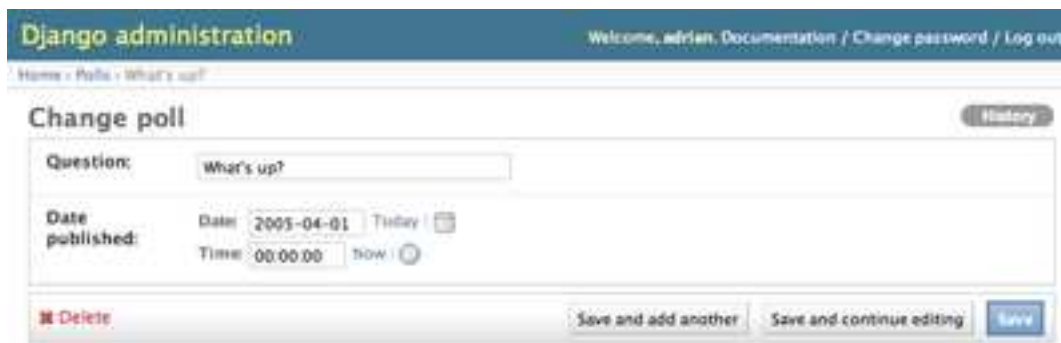 Django administration
Welcome, adrian. Documentation / Change password / Log out
Home › Polls › What's up?
Change poll
History
Question:
What's up?
Date published:
Date: 2005-04-01 Today
Time: 00:00:00 Now
Delete
Save and add another
Save and continue editing
Save